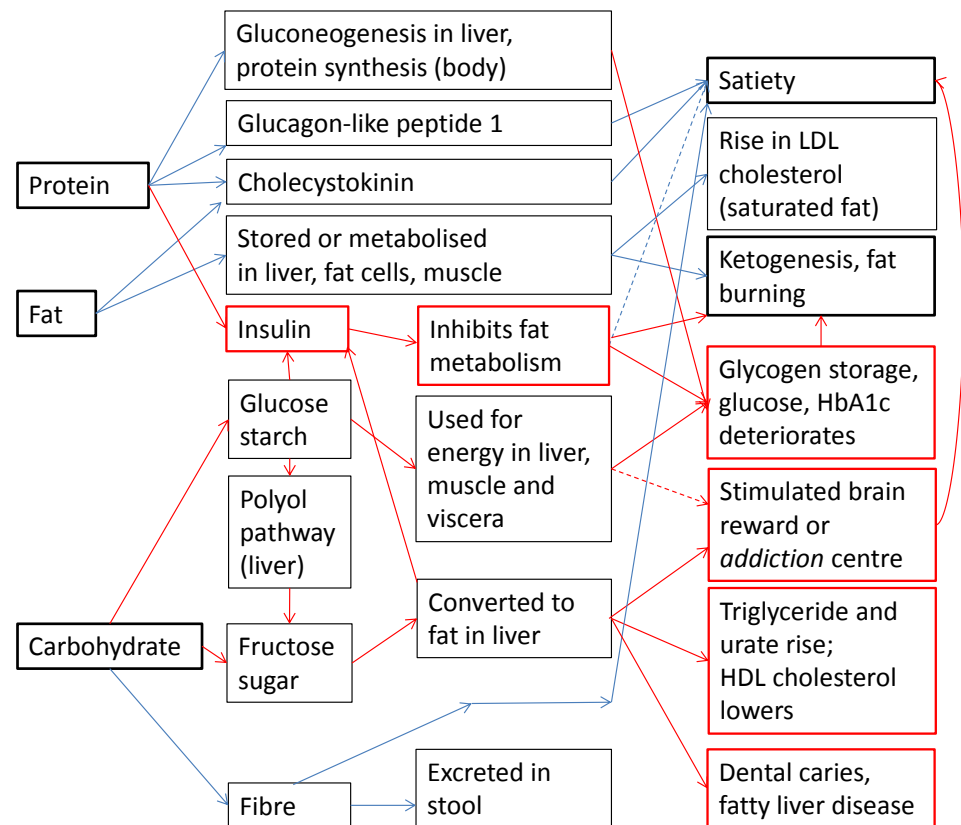 Gluconeogenesis in liver,
protein synthesis (body)
Satiety
Glucagon-like peptide 1
Rise in LDL
cholesterol
(saturated fat)
Protein
Cholecystokinin
Stored or metabolised
in liver, fat cells, muscle
Ketogenesis, fat
burning
Fat
Insulin
Inhibits fat
metabolism
Glycogen storage,
glucose, HbA1c
deteriorates
Glucose
starch
Used for
energy in liver,
muscle and
viscera
Polyol
pathway
(liver)
Stimulated brain
reward or
addiction centre
Converted to
fat in liver
Triglyceride and
urate rise;
HDL cholesterol
lowers
Carbohydrate
Fructose
sugar
Fibre
Excreted in
stool
Dental caries,
fatty liver disease